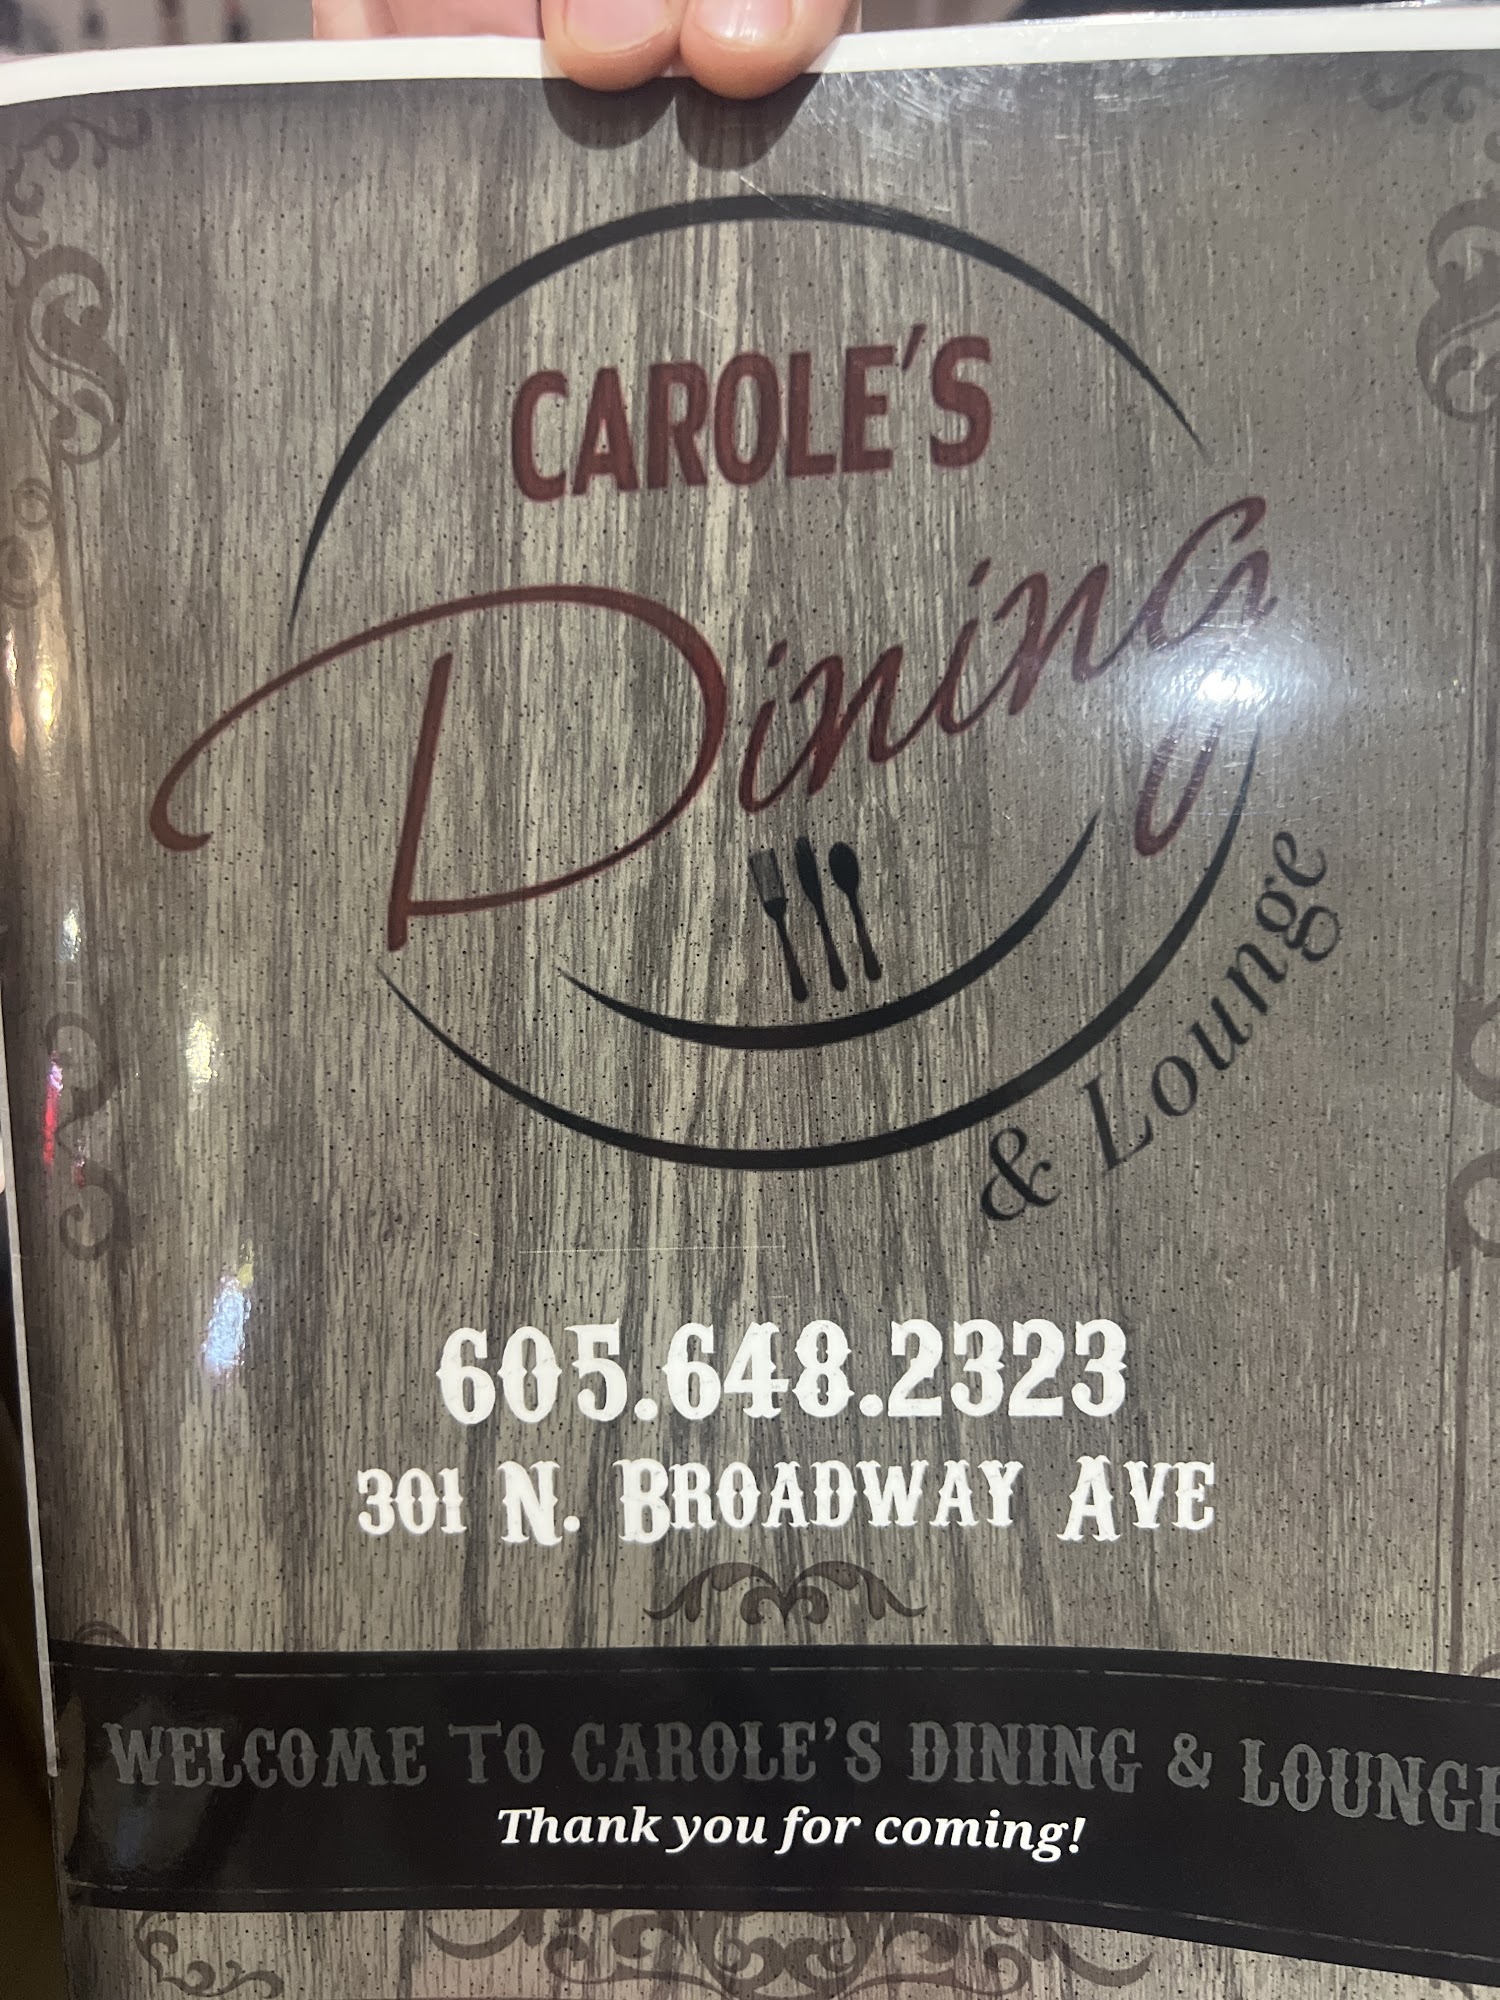 CAROLE'S
Dining
& Lounge
605.648.2323
301 N. BROADWAY AVE
WELCOME TO CAROLE'S DINING & LOUNGE
Thank you for coming!